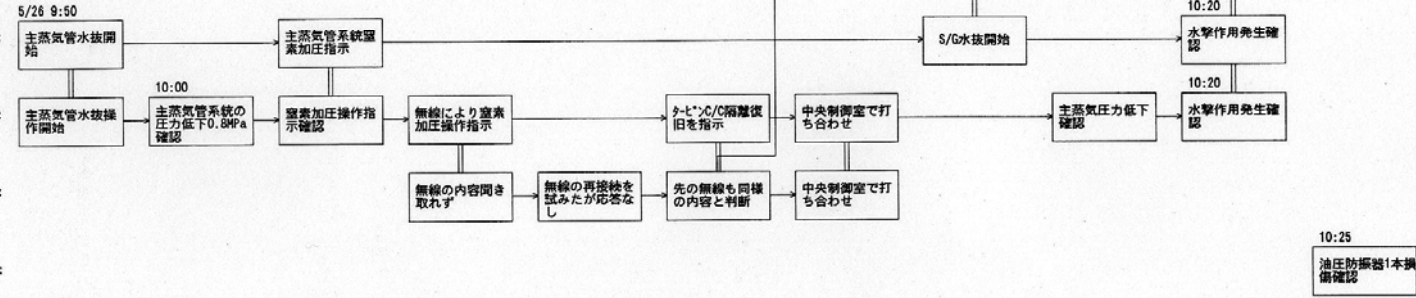 5/26 9:50
主蒸気管水抜開
始
主蒸気管系統窒
素加圧指示
S/G水抜開始
10:20
水撃作用発生確
認
主蒸気管水抜操
作開始
10:00
主蒸気管系統の
圧力低下0.8MPa
確認
窒素加圧操作指
示確認
無線により窒素
加圧操作指示
ﾀｰﾋﾞﾝC/C隔離復
旧を指示
中央制御室で打
ち合わせ
主蒸気圧力低下
確認
10:20
水撃作用発生確
認
無線の内容聞き
取れず
無線の再接続を
試みたが応答な
し
先の無線も同様
の内容と判断
中央制御室で打
ち合わせ
10:25
油圧防振器1本損
傷確認